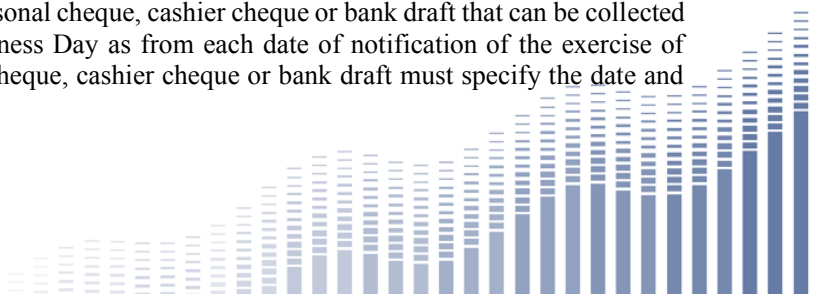 sonal cheque, cashier cheque or bank draft that can be collected
ness Day as from each date of notification of the exercise of
heque, cashier cheque or bank draft must specify the date and